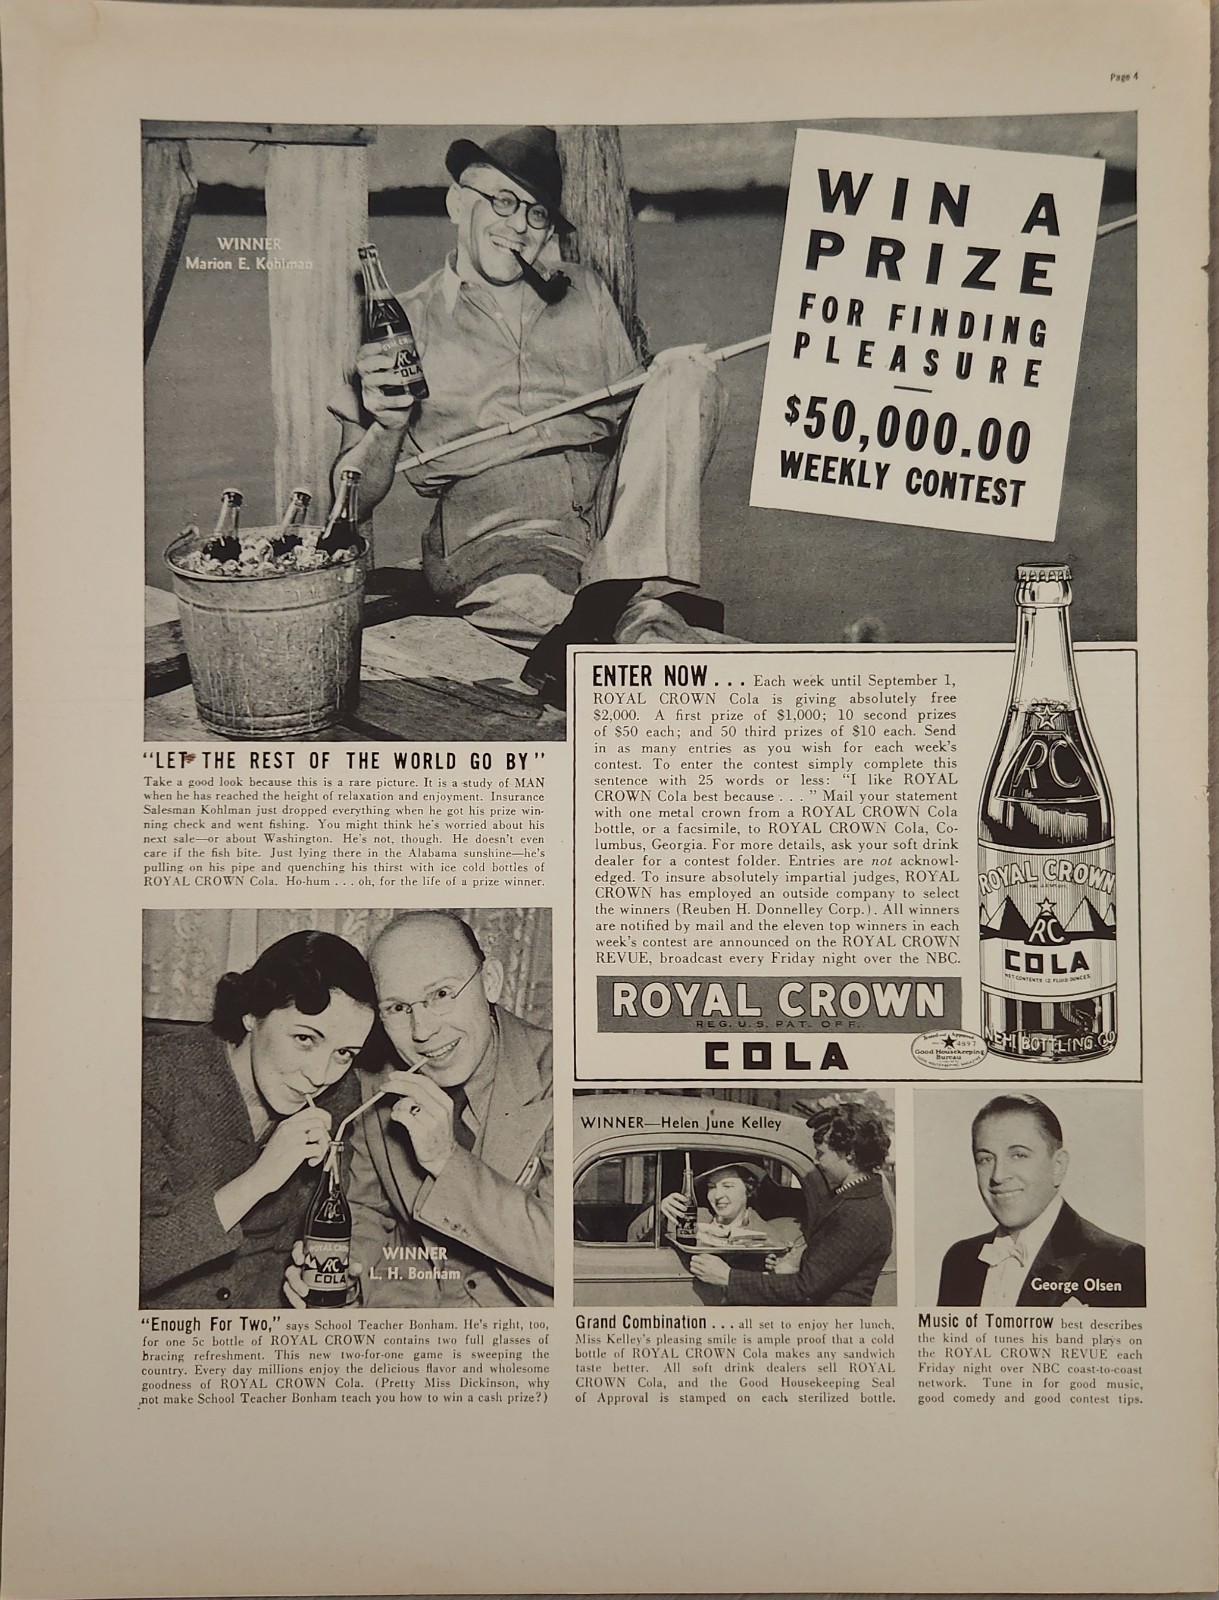 Page 4
WINNER
Marion E. Kohlman
WIN A
PRIZE
FOR FINDING
PLEASURE
$50,000.00
WEEKLY CONTEST
RC
COLA
"LET THE REST OF THE WORLD GO BY"
Take a good look because this is a rare picture. It is a study of MAN
when he has reached the height of relaxation and enjoyment. Insurance
Salesman Kohlman just dropped everything when he got his prize win-
ning check and went fishing. You might think he's worried about his
next sale—or about Washington. He's not, though. He doesn't even
care if the fish bite. Just lying there in the Alabama sunshine—he's
pulling on his pipe and quenching his thirst with ice cold bottles of
ROYAL CROWN Cola. Ho-hum . . . oh, for the life of a prize winner.
ENTER NOW . . . Each week until September 1,
ROYAL CROWN Cola is giving absolutely free
$2,000. A first prize of $1,000; 10 second prizes
of $50 each; and 50 third prizes of $10 each. Send
in as many entries as you wish for each week's
contest. To enter the contest simply complete this
sentence with 25 words or less: "I like ROYAL
CROWN Cola best because . . . " Mail your statement
with one metal crown from a ROYAL CROWN Cola
bottle, or a facsimile, to ROYAL CROWN Cola, Co-
lumbus, Georgia. For more details, ask your soft drink
dealer for a contest folder. Entries are not acknowl-
edged. To insure absolutely impartial judges, ROYAL
CROWN has employed an outside company to select
the winners (Reuben H. Donnelley Corp.). All winners
are notified by mail and the eleven top winners in each
week's contest are announced on the ROYAL CROWN
REVUE, broadcast every Friday night over the NBC.
ROYAL CROWN
REG. U. S. PAT. OFF.
COLA
Tested and Approved
4897
Good Housekeeping
Bureau
RC
ROYAL CROWN
RC
COLA
NET CONTENTS 12 FLUID OUNCES
NEHI BOTTLING CO
WINNER
L. H. Bonham
RC
ROYAL CROWN
RC
COLA
"Enough For Two," says School Teacher Bonham. He's right, too,
for one 5c bottle of ROYAL CROWN contains two full glasses of
bracing refreshment. This new two-for-one game is sweeping the
country. Every day millions enjoy the delicious flavor and wholesome
goodness of ROYAL CROWN Cola. (Pretty Miss Dickinson, why
not make School Teacher Bonham teach you how to win a cash prize?)
WINNER—Helen June Kelley
Grand Combination . . . all set to enjoy her lunch,
Miss Kelley's pleasing smile is ample proof that a cold
bottle of ROYAL CROWN Cola makes any sandwich
taste better. All soft drink dealers sell ROYAL
CROWN Cola, and the Good Housekeeping Seal
of Approval is stamped on each sterilized bottle.
George Olsen
Music of Tomorrow best describes
the kind of tunes his band plays on
the ROYAL CROWN REVUE each
Friday night over NBC coast-to-coast
network. Tune in for good music,
good comedy and good contest tips.